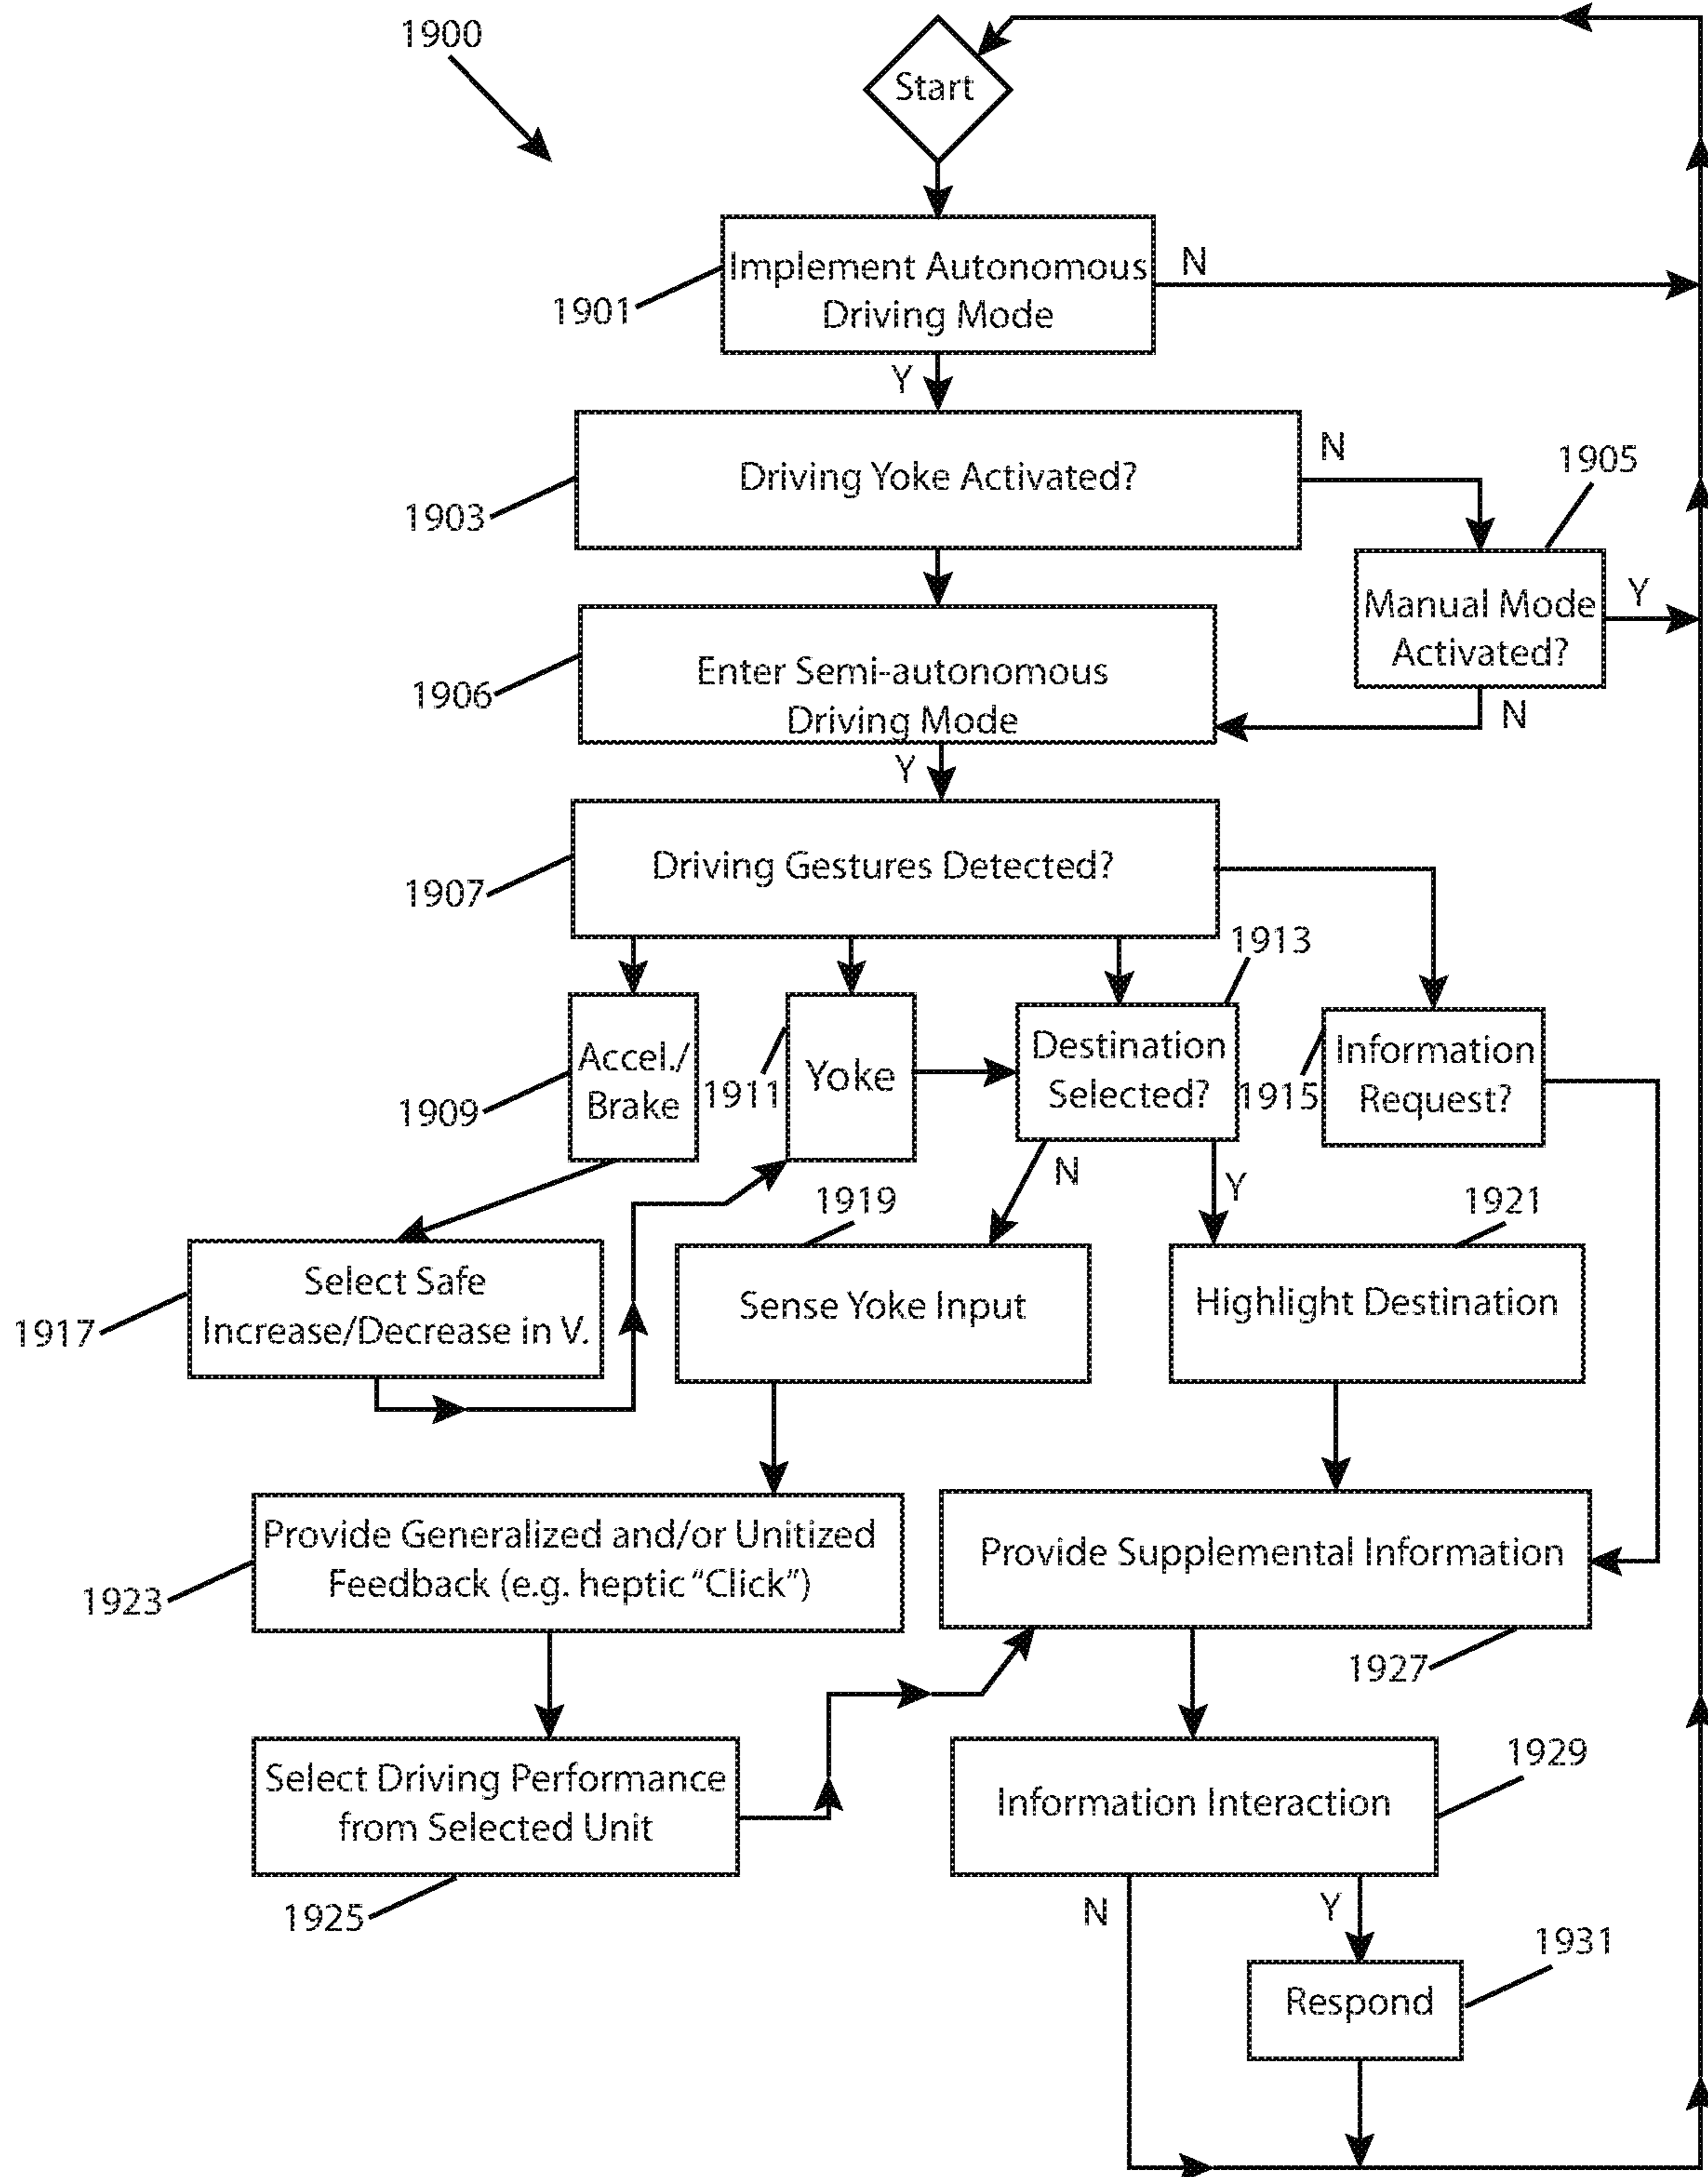 1900
Start
Implement Autonomous
Driving Mode
N
1901
Y
Driving Yoke Activated?
N
1905
1903
Manual Mode
Activated?
Y
Enter Semi-autonomous
Driving Mode
1906
N
Y
Driving Gestures Detected?
1907
1913
Accel./
Brake
1909
Yoke
1911
Destination
Selected?
1915
Information
Request?
N
Y
1919
1921
Select Safe
Increase/Decrease in V.
1917
Sense Yoke Input
Highlight Destination
Provide Generalized and/or Unitized
Feedback (e.g. heptic “Click”)
1923
Provide Supplemental Information
1927
Select Driving Performance
from Selected Unit
1925
Information Interaction
1929
N
Y
1931
Respond